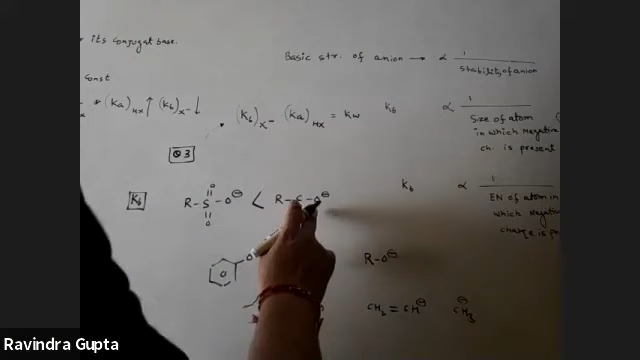 its conjugat base.
Basic str. of anion → α 1
stability of anion
const
* (Ka)HX ↑ (Kb)X- ↓
(Kb)X- (Ka)HX = Kw
Kb α 1
Size of atom
in which Negative
ch is present
Q3
Kb
R-S-O⊖ < R-C-O⊖
O
O
Kb α 1
EN of atom in
which Negativ
charge is p
R-O⊖
CH2 = CH⊖ CH3⊖
Ravindra Gupta